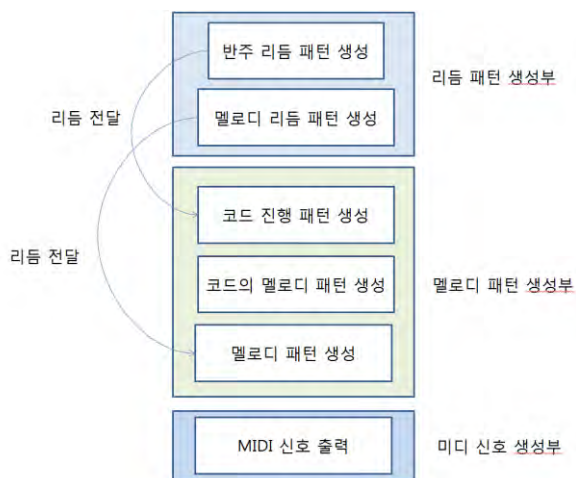 반주 리듬 패턴 생성
리듬 패턴 생성부
리듬 전달
멜로디 리듬 패턴 생성
코드 진행 패턴 생성
리듬 전달
코드의 멜로디 패턴 생성
멜로디 패턴 생성부
멜로디 패턴 생성
MIDI 신호 출력
미디 신호 생성부